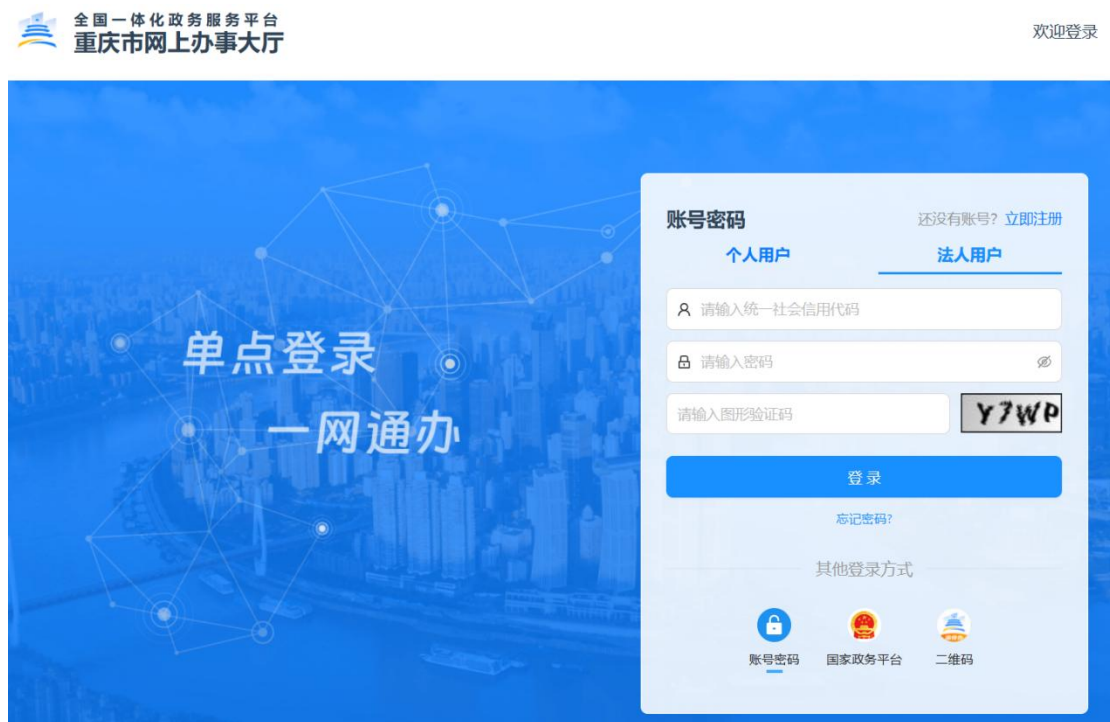 全国一体化政务服务平台
重庆市网上办事大厅
欢迎登录
单点登录
一网通办
账号密码
还没有账号? 立即注册
个人用户 法人用户
请输入统一社会信用代码
请输入密码
请输入图形验证码 Y7WP
登录
忘记密码?
其他登录方式
账号密码 国家政务平台 二维码